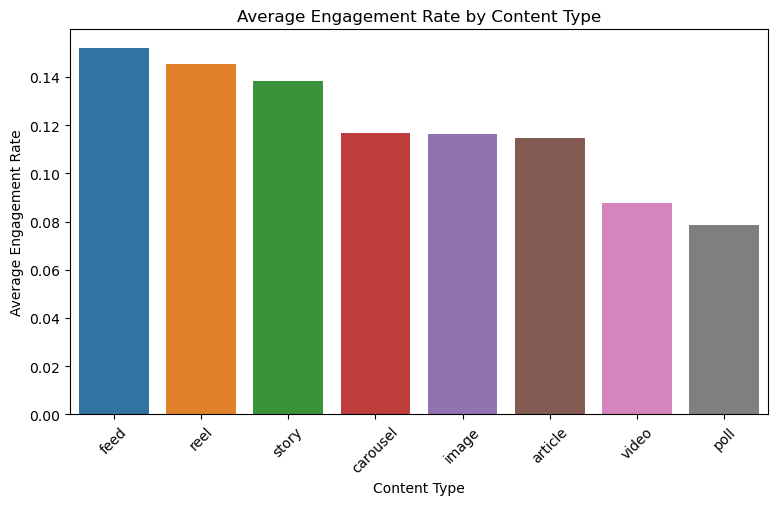 Average Engagement Rate by Content Type
Average Engagement Rate
0.14
0.12
0.10
0.08
0.06
0.04
0.02
0.00
feed
reel
story
carousel
image
article
video
poll
Content Type